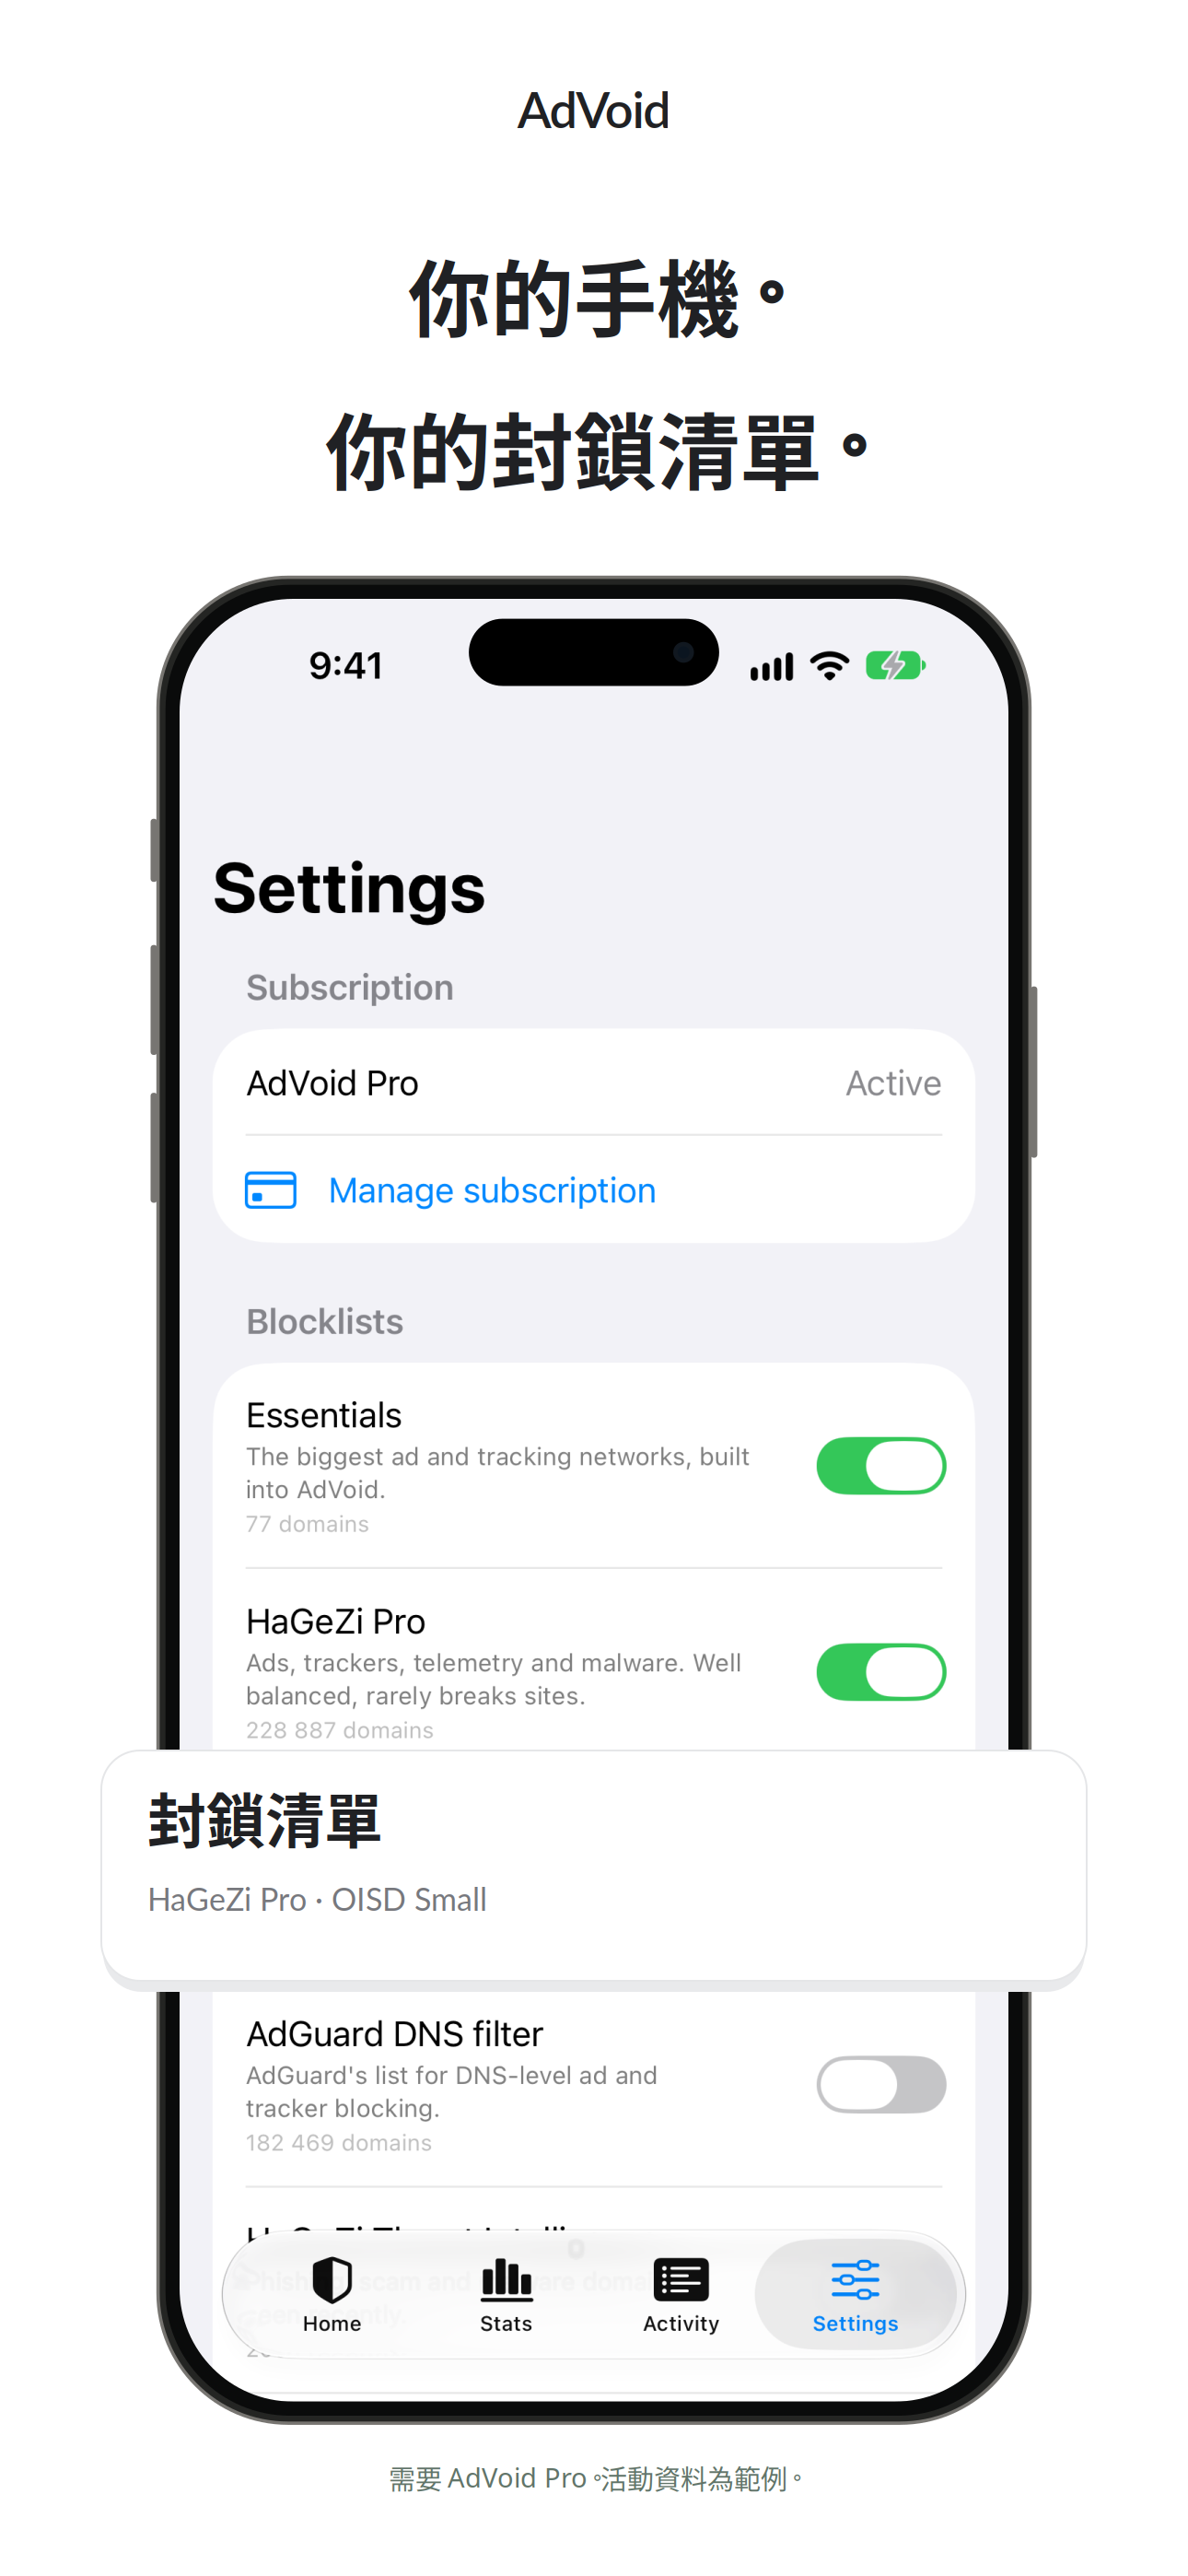 AdVoid
你的手機。
你的封鎖清單。
9:41
Settings
Subscription
AdVoid Pro
Active
Manage subscription
Blocklists
Essentials
The biggest ad and tracking networks, built
into AdVoid.
77 domains
HaGeZi Pro
Ads, trackers, telemetry and malware. Well
balanced, rarely breaks sites.
228 887 domains
封鎖清單
HaGeZi Pro · OISD Small
AdGuard DNS filter
AdGuard's list for DNS-level ad and
tracker blocking.
182 469 domains
Home
Stats
Activity
Settings
需要 AdVoid Pro。活動資料為範例。